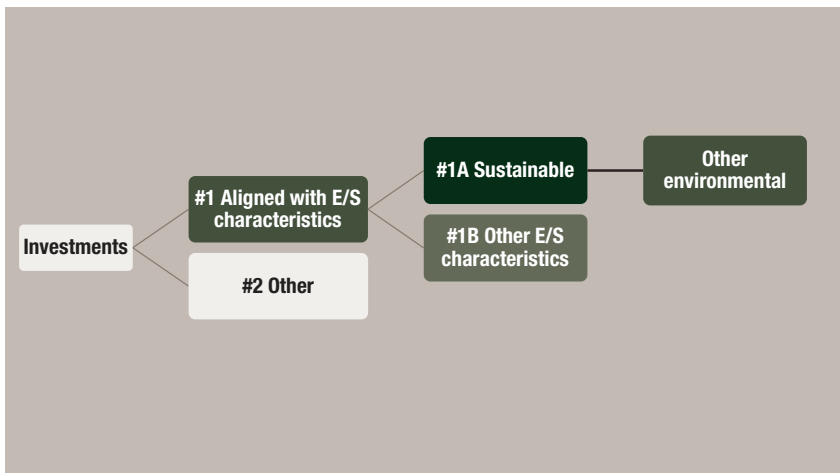 Investments
#1 Aligned with E/S
characteristics
#2 Other
#1A Sustainable
#1B Other E/S
characteristics
Other
environmental